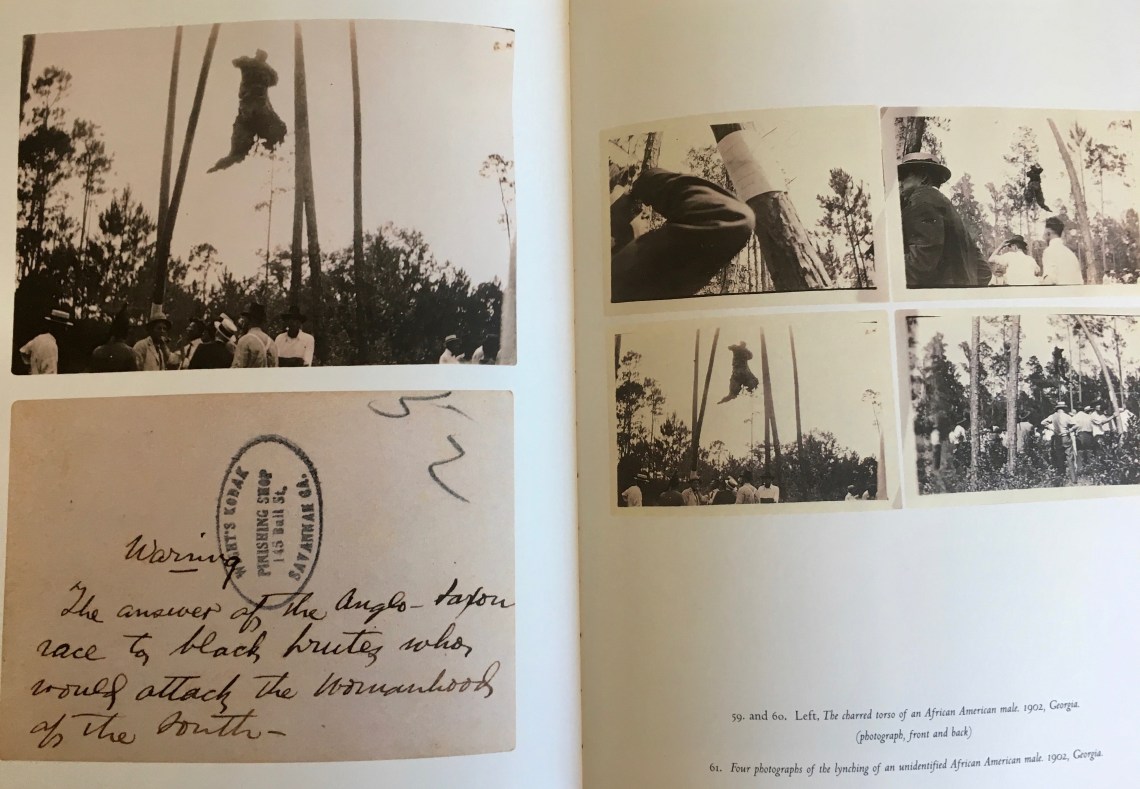 WRIGHT'S KODAK
FINISHING SHOP
145 Bull St.
SAVANNAH GA.
Warning
The answer of the Anglo-Saxon
race to black brutes who
would attack the Womanhood
of the South-
59. and 60. Left, The charred torso of an African American male. 1902, Georgia.
(photograph, front and back)
61. Four photographs of the lynching of an unidentified African American male. 1902, Georgia.